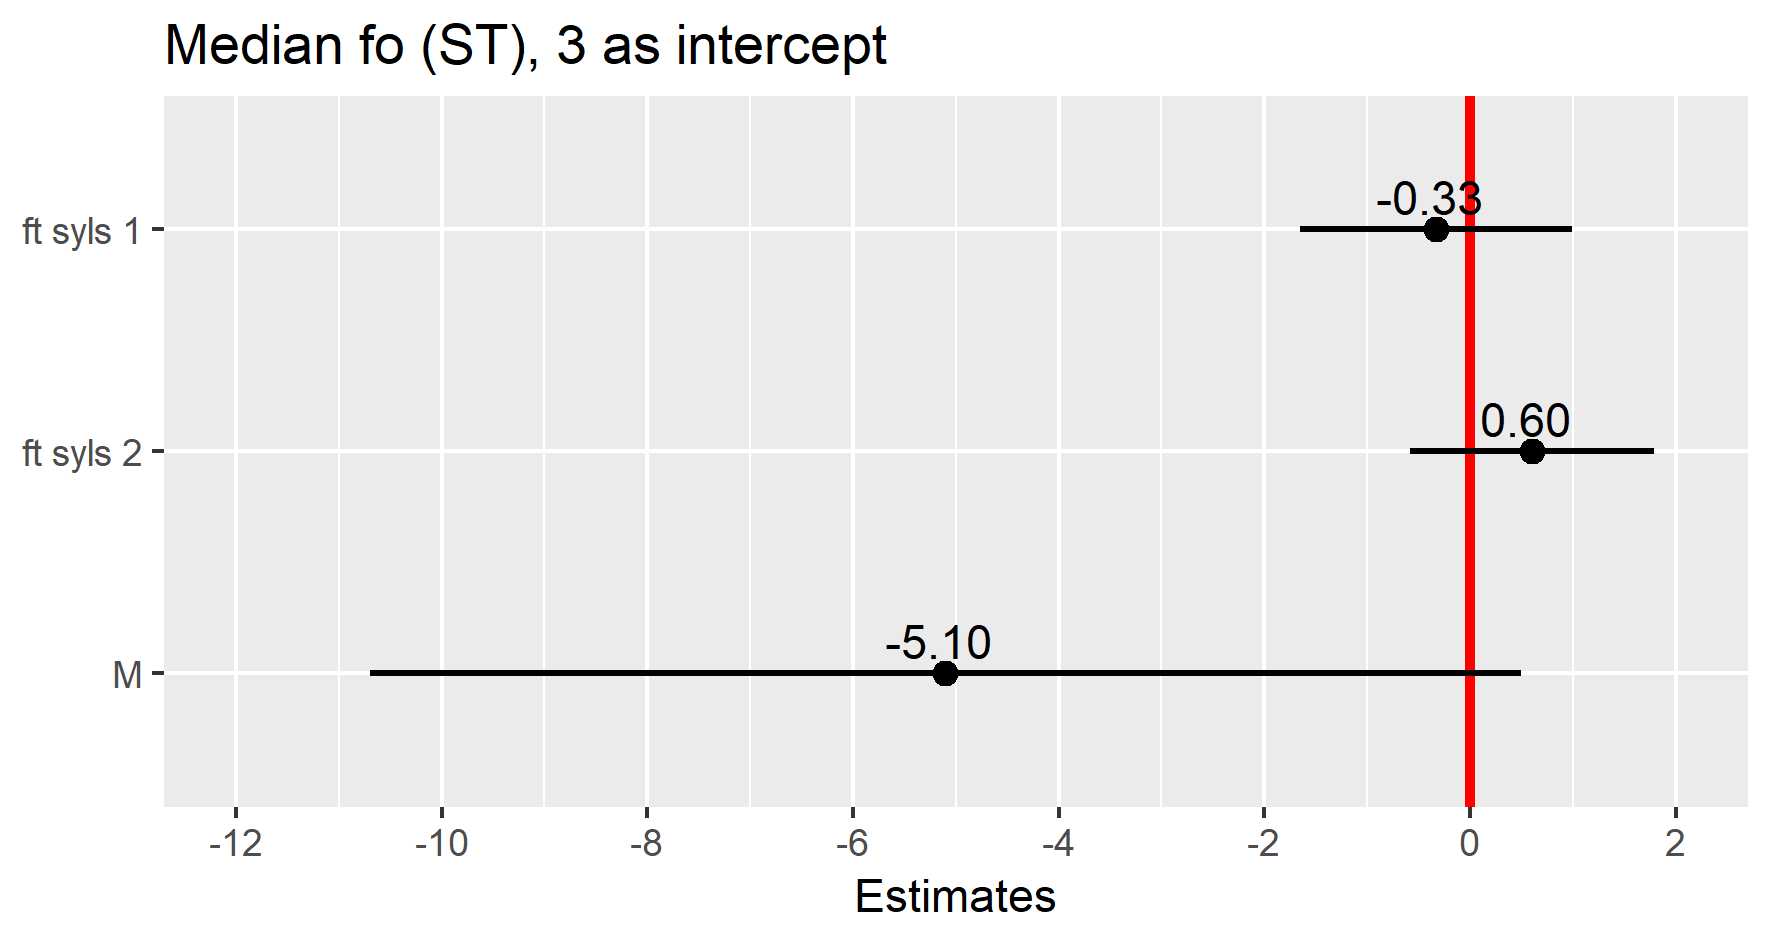 Median fo (ST), 3 as intercept
ft syls 1
-0.33
ft syls 2
0.60
M
-5.10
-12 -10 -8 -6 -4 -2 0 2
Estimates